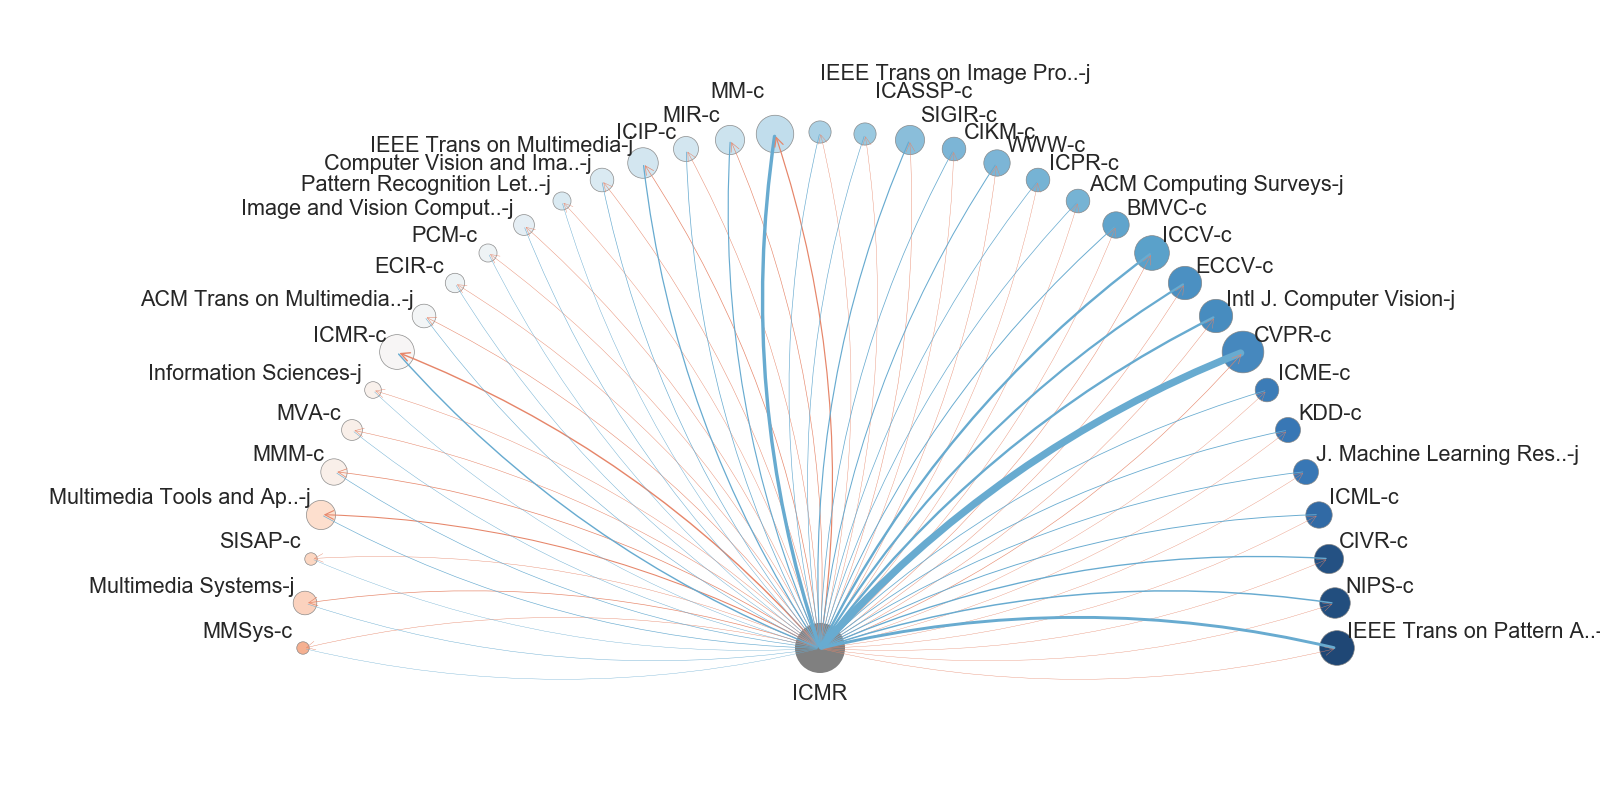 IEEE Trans on Image Pro..-j
MM-c
ICASSP-c
MIR-c
SIGIR-c
ICIP-c
CIKM-c
IEEE Trans on Multimedia-j
WWW-c
Computer Vision and Ima..-j
ICPR-c
Pattern Recognition Let..-j
ACM Computing Surveys-j
Image and Vision Comput..-j
BMVC-c
PCM-c
ICCV-c
ECIR-c
ECCV-c
ACM Trans on Multimedia..-j
Intl J. Computer Vision-j
ICMR-c
CVPR-c
Information Sciences-j
ICME-c
MVA-c
KDD-c
MMM-c
J. Machine Learning Res..-j
Multimedia Tools and Ap..-j
ICML-c
SISAP-c
CIVR-c
Multimedia Systems-j
NIPS-c
MMSys-c
IEEE Trans on Pattern A..-
ICMR